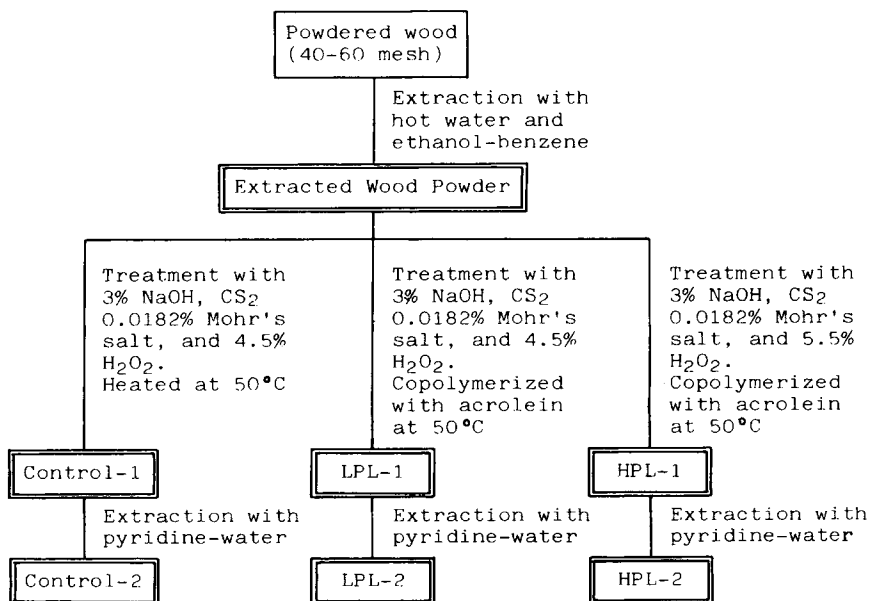 Powdered wood
(40-60 mesh)
Extraction with
hot water and
ethanol-benzene
Extracted Wood Powder
Treatment with
3% NaOH, CS2
0.0182% Mohr's
salt, and 4.5%
H2O2.
Heated at 50°C
Treatment with
3% NaOH, CS2
0.0182% Mohr's
salt, and 4.5%
H2O2.
Copolymerized
with acrolein
at 50°C
Treatment with
3% NaOH, CS2
0.0182% Mohr's
salt, and 5.5%
H2O2.
Copolymerized
with acrolein
at 50°C
Control-1
LPL-1
HPL-1
Extraction with
pyridine-water
Extraction with
pyridine-water
Extraction with
pyridine-water
Control-2
LPL-2
HPL-2